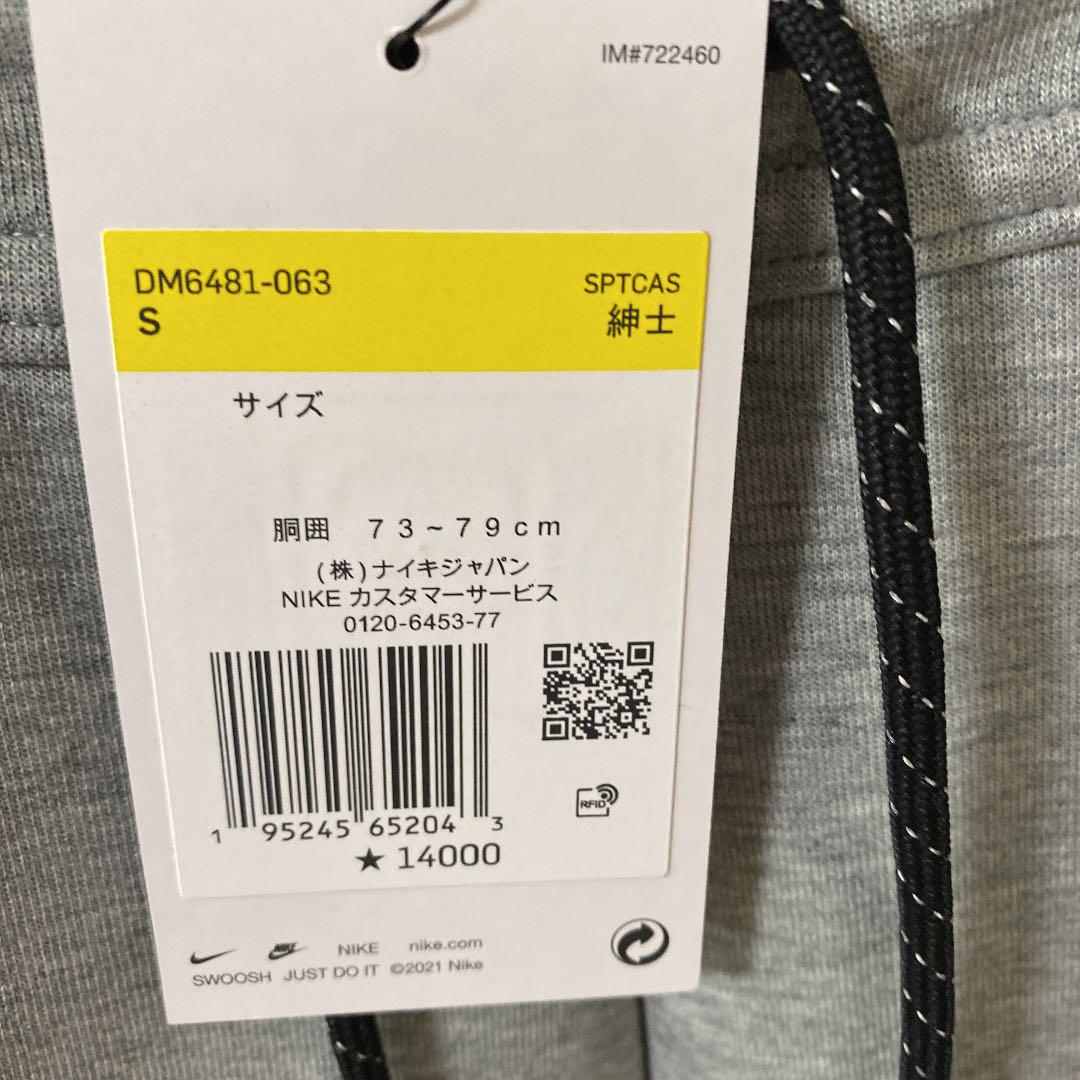 IM#722460
DM6481-063 SPTCAS
S 紳士
サイズ
胴囲 73~79cm
(株)ナイキジャパン
NIKE カスタマーサービス
0120-6453-77
RFID
1 95245 65204 3
★14000
NIKE NIKE nike.com
SWOOSH JUST DO IT ©2021 Nike